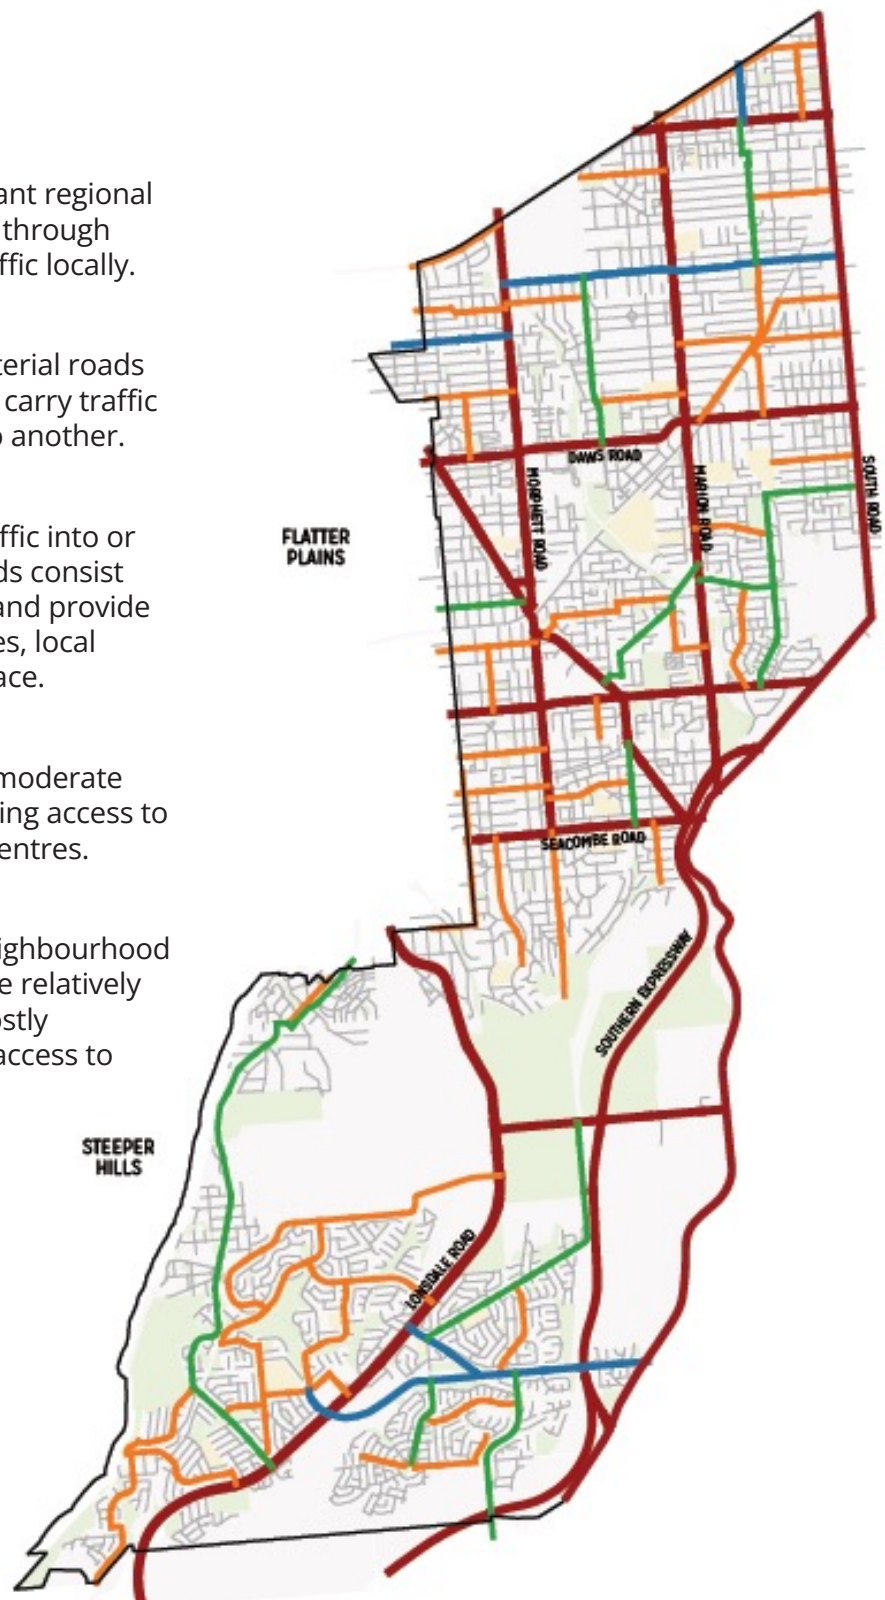 ant regional
through
ffic locally.
terial roads
carry traffic
o another.
ffic into or
ds consist
and provide
es, local
ace.
moderate
ing access to
entres.
ighbourhood
e relatively
ostly
access to
FLATTER
PLAINS
STEEPER
HILLS
DAWS ROAD
MORPHETT ROAD
MARION ROAD
SOUTH ROAD
SEACOMBE ROAD
SOUTHERN EXPRESSWAY
LONSDALE ROAD